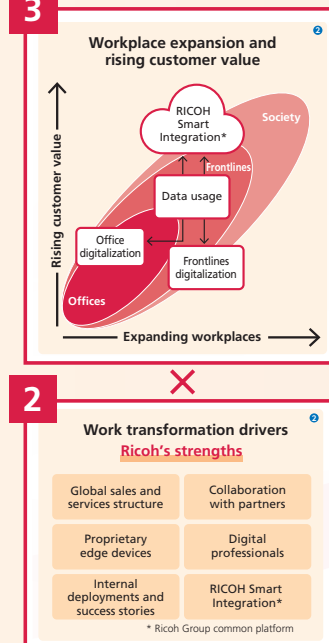 3
2
Workplace expansion and
rising customer value
Rising customer value
RICOH
Smart
Integration*
Society
Frontlines
Data usage
Office
digitalization
Frontlines
digitalization
Offices
Expanding workplaces
×
2
2
Work transformation drivers
Ricoh's strengths
Global sales and
services structure
Collaboration
with partners
Proprietary
edge devices
Digital
professionals
Internal
deployments and
success stories
RICOH Smart
Integration*
* Ricoh Group common platform